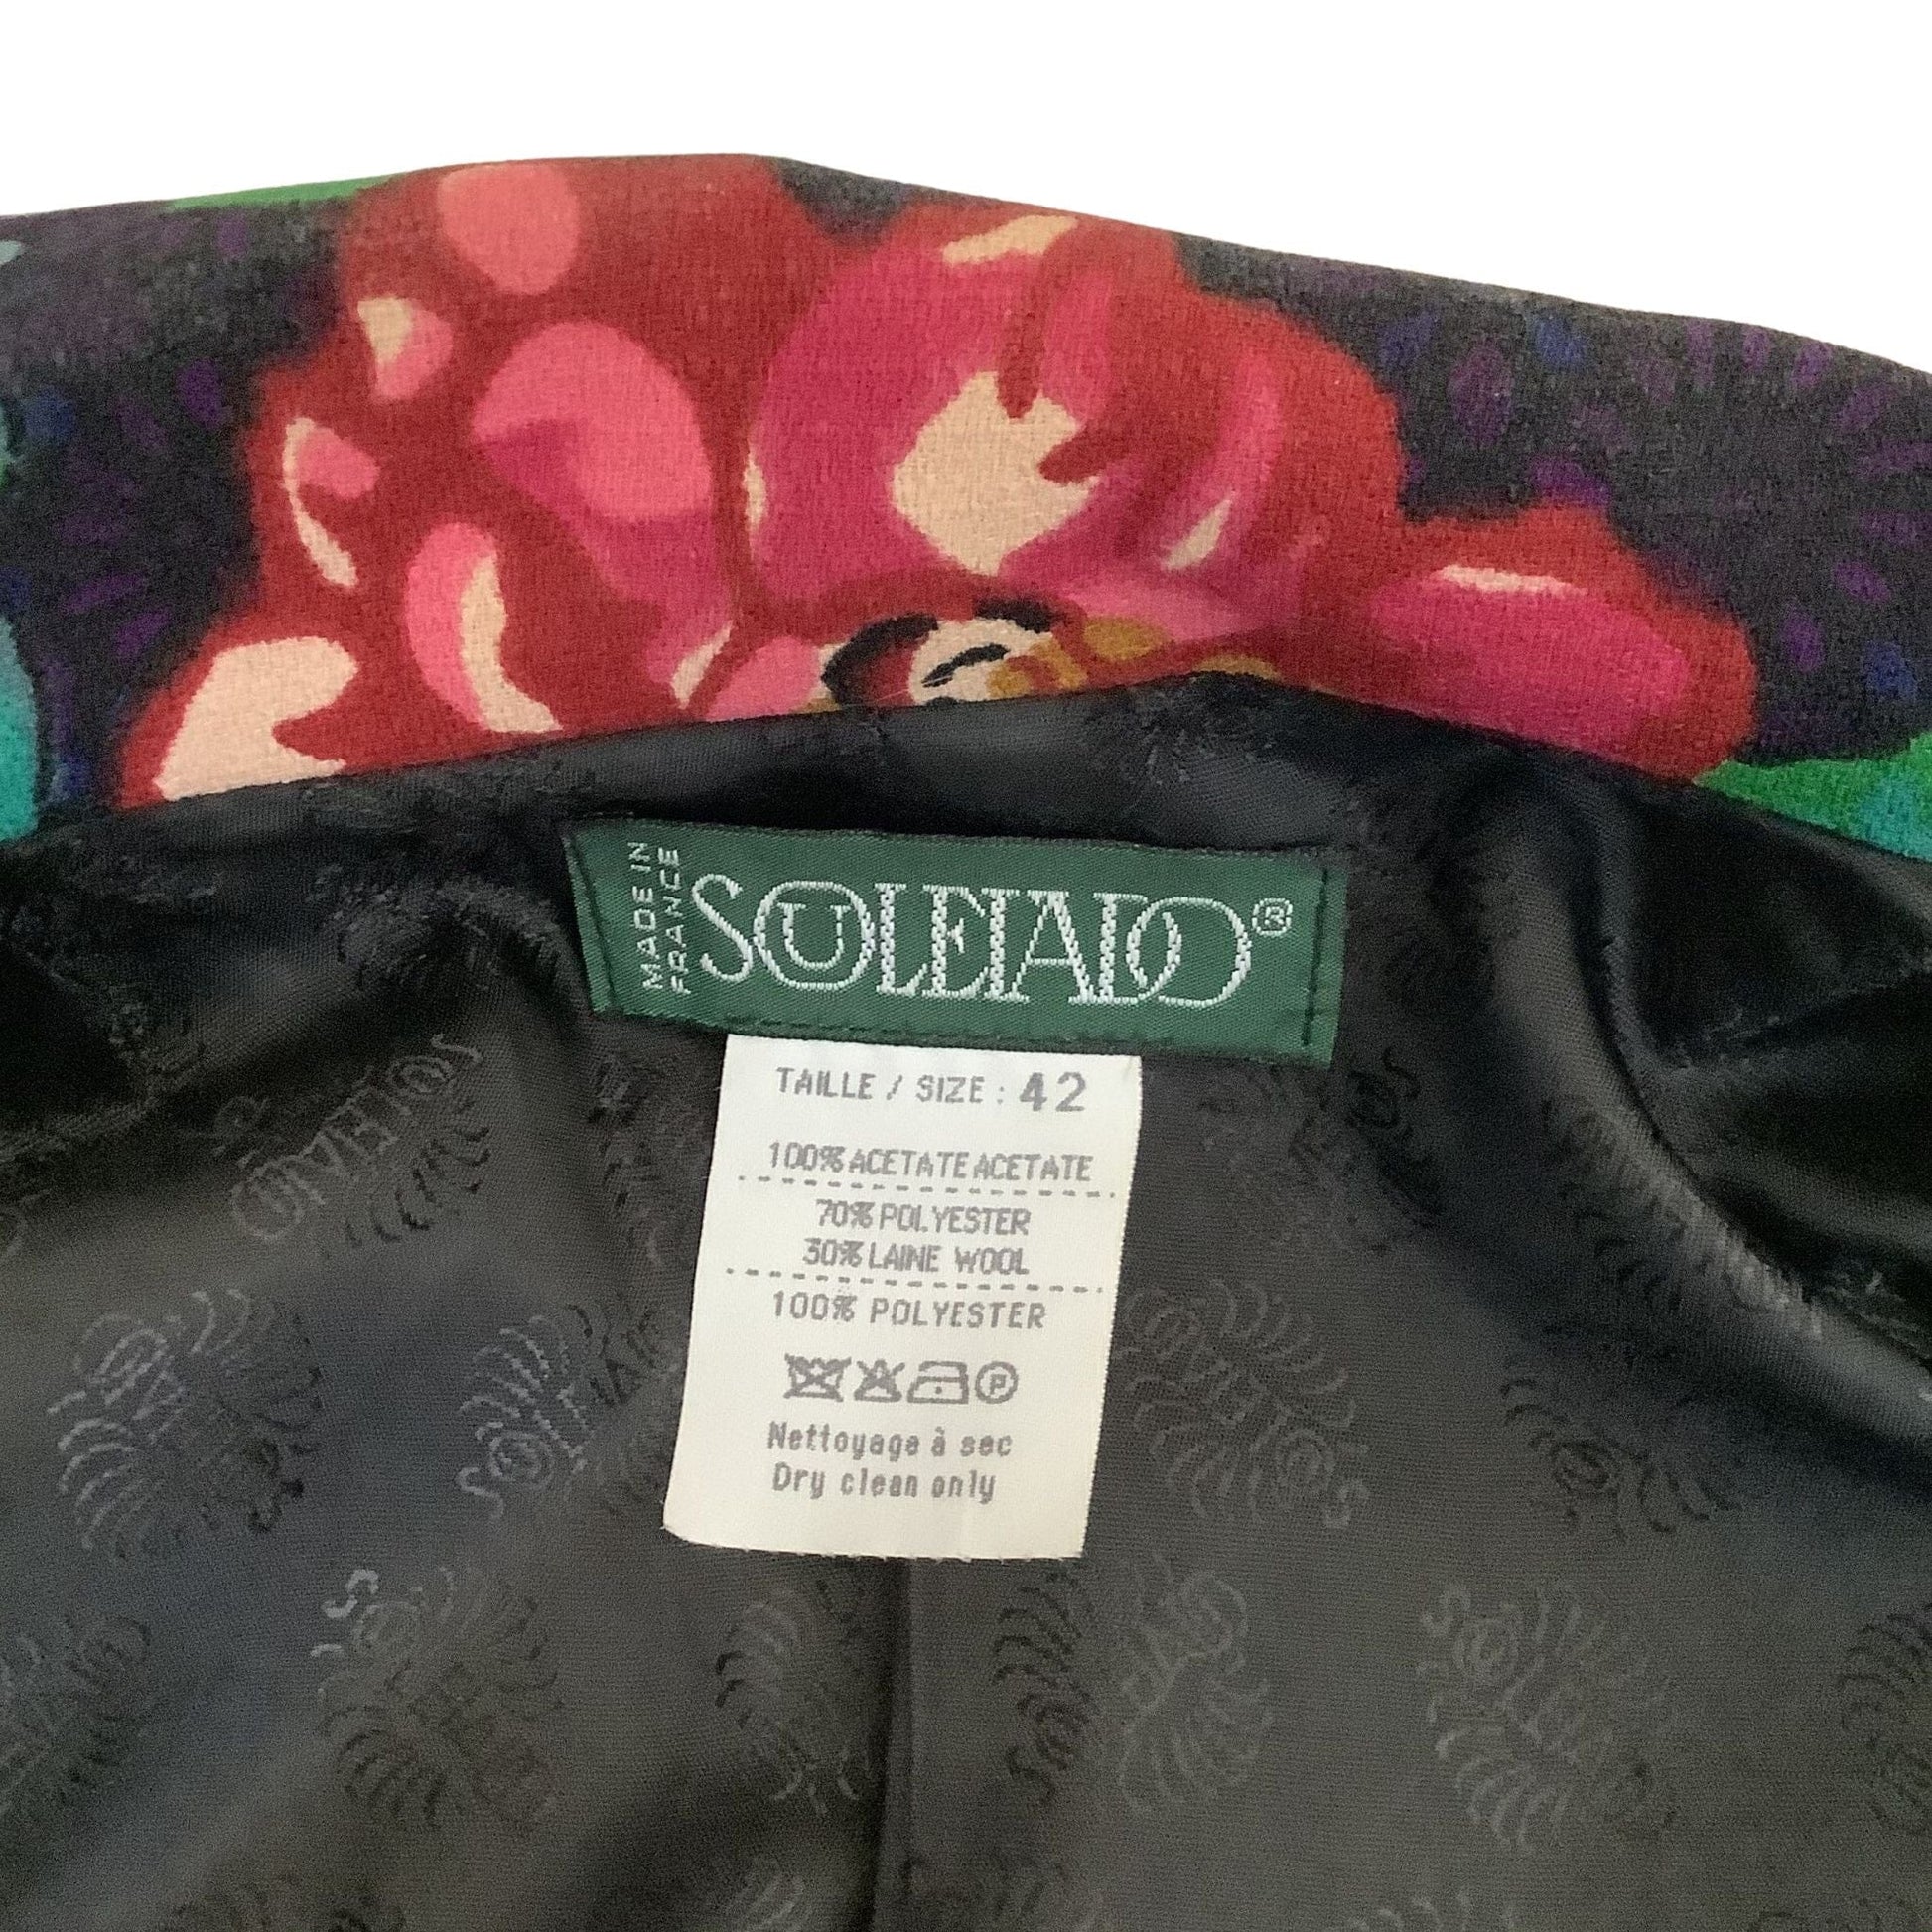 MADE IN
FRANCE
SOULEIADO®
TAILLE / SIZE : 42
100% ACETATE ACETATE
70% POLYESTER
30% LAINE WOOL
100% POLYESTER
P
Nettoyage à sec
Dry clean only
SOULEIADO